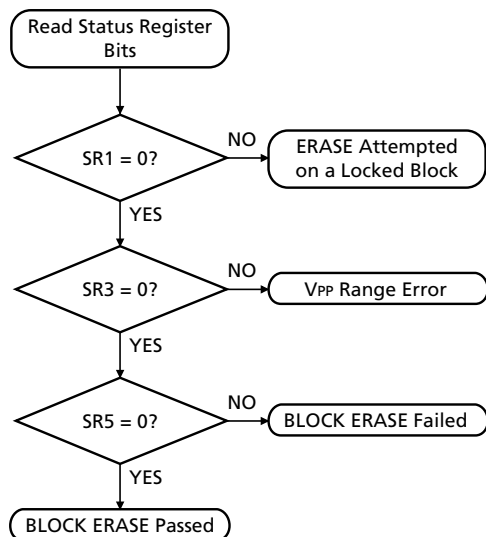 Read Status Register
Bits
SR1 = 0?
NO
ERASE Attempted
on a Locked Block
YES
SR3 = 0?
NO
VPP Range Error
YES
SR5 = 0?
NO
BLOCK ERASE Failed
YES
BLOCK ERASE Passed